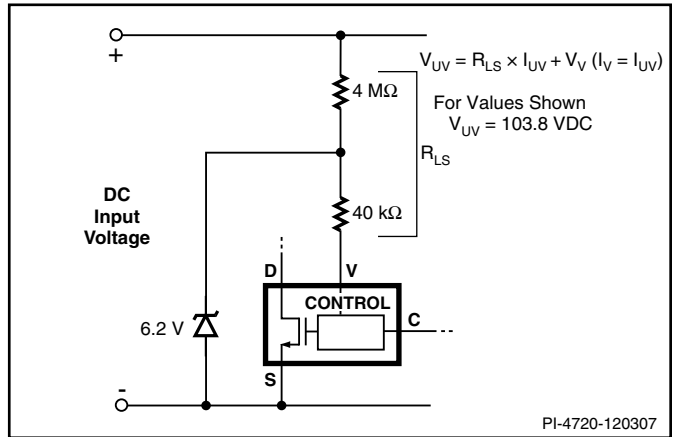 +
V_UV = R_LS × I_UV + V_V (I_V = I_UV)
4 MΩ
For Values Shown
V_UV = 103.8 VDC
R_LS
DC
Input
Voltage
40 kΩ
D
V
CONTROL
C
6.2 V
S
-
PI-4720-120307